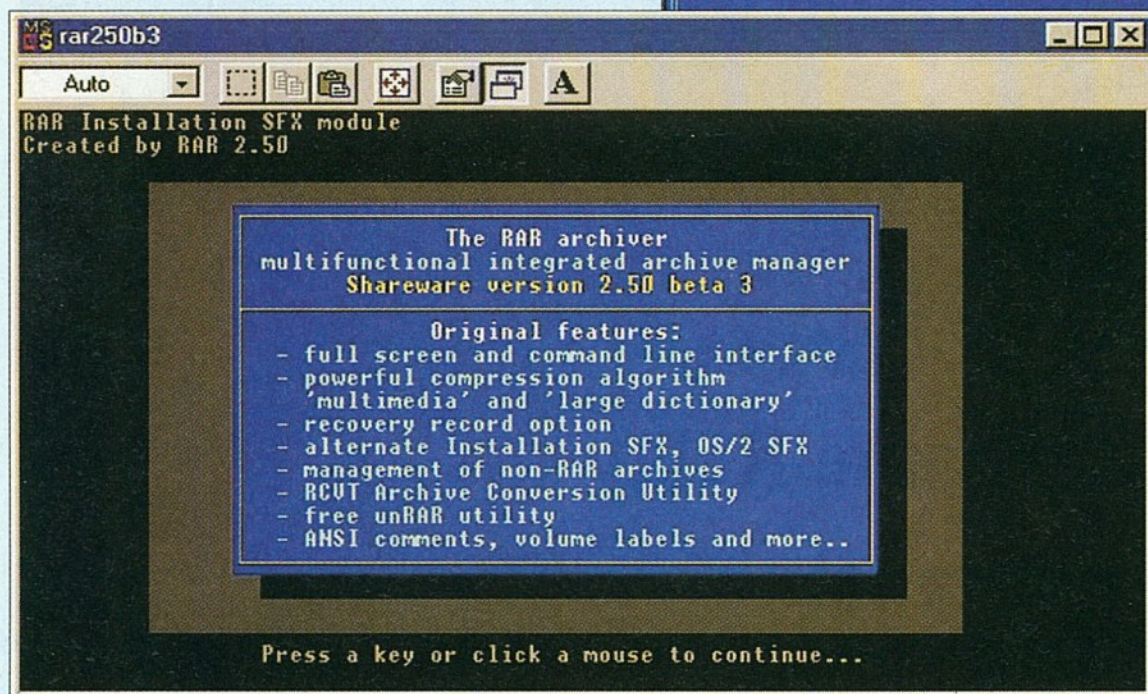 rar250b3
Auto
A
RAR Installation SFX module
Created by RAR 2.50
The RAR archiver
multifunctional integrated archive manager
Shareware version 2.50 beta 3
Original features:
- full screen and command line interface
- powerful compression algorithm
'multimedia' and 'large dictionary'
- recovery record option
- alternate Installation SFX, OS/2 SFX
- management of non-RAR archives
- RCVT Archive Conversion Utility
- free unRAR utility
- ANSI comments, volume labels and more..
Press a key or click a mouse to continue...